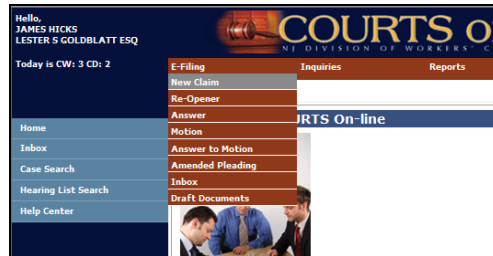 Hello,
JAMES HICKS
LESTER S GOLDBLATT ESQ
Today is CW: 3 CD: 2
COURTS O
NJ DIVISION OF WORKERS' C
E-Filing Inquiries Reports
New Claim
Re-Opener
Answer
Motion
Answer to Motion
Amended Pleading
Inbox
Draft Documents
JRTS On-line
Home
Inbox
Case Search
Hearing List Search
Help Center